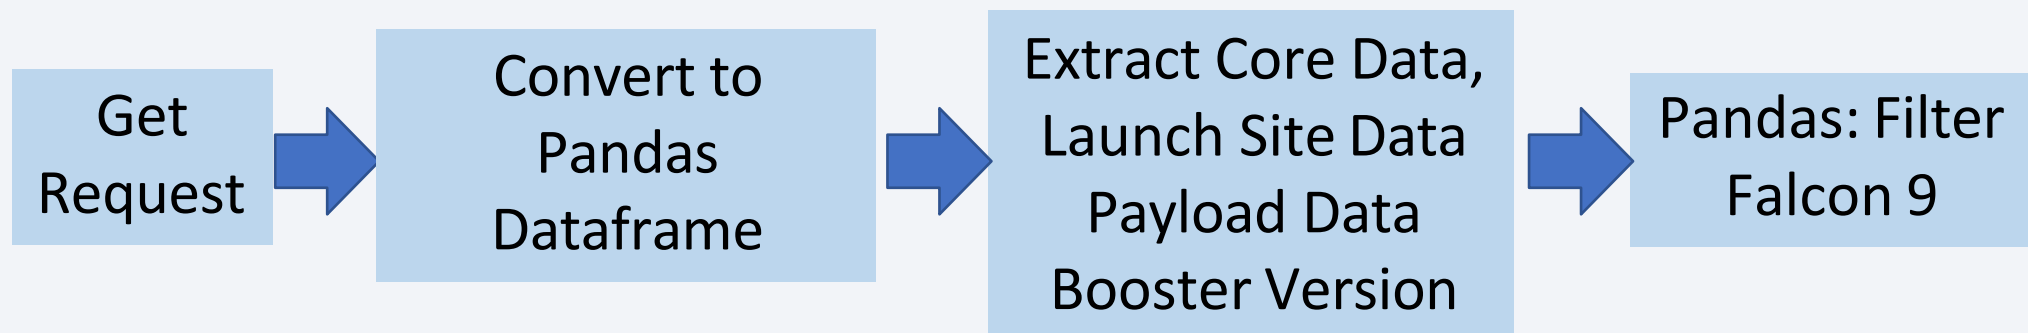 Get
Request
Convert to
Pandas
Dataframe
Extract Core Data,
Launch Site Data
Payload Data
Booster Version
Pandas: Filter
Falcon 9